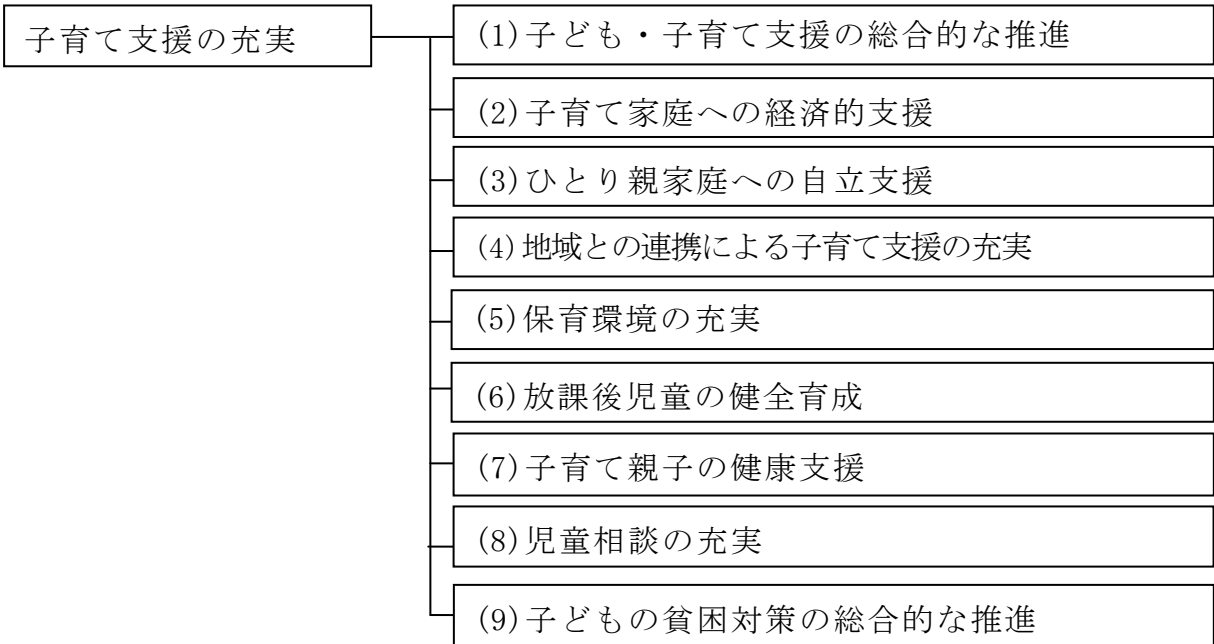 子育て支援の充実
(1)子ども・子育て支援の総合的な推進
(2)子育て家庭への経済的支援
(3)ひとり親家庭への自立支援
(4)地域との連携による子育て支援の充実
(5)保育環境の充実
(6)放課後児童の健全育成
(7)子育て親子の健康支援
(8)児童相談の充実
(9)子どもの貧困対策の総合的な推進